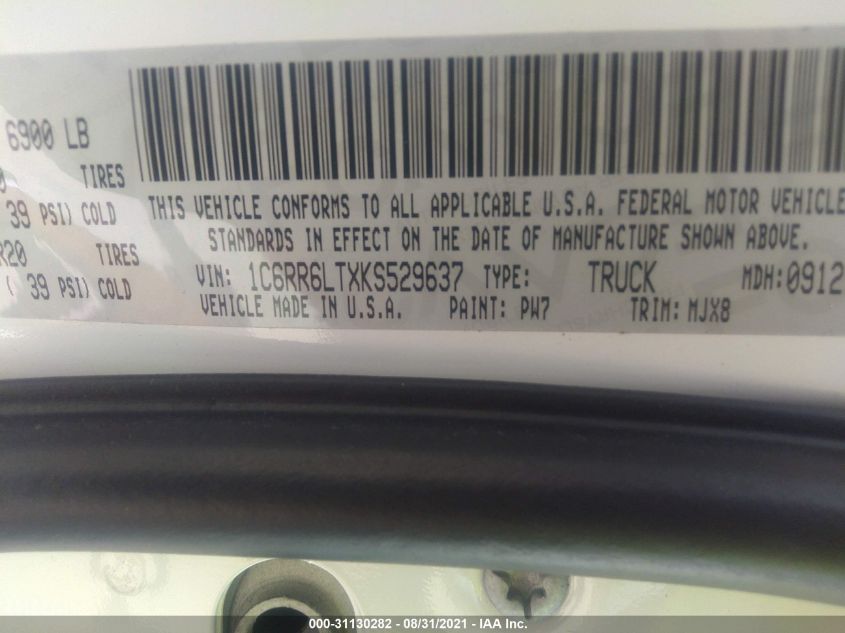 6900 LB
TIRES
39 PSI) COLD
R20 TIRES
( 39 PSI) COLD
THIS VEHICLE CONFORMS TO ALL APPLICABLE U.S.A. FEDERAL MOTOR VEHICLE
STANDARDS IN EFFECT ON THE DATE OF MANUFACTURE SHOWN ABOVE.
VIN: 1C6RR6LTXKS529637 TYPE: TRUCK MDH: 0912
VEHICLE MADE IN U.S.A. PAINT: PW7 TRIM: MJX8
000-31130282 - 08/31/2021 - IAA Inc.